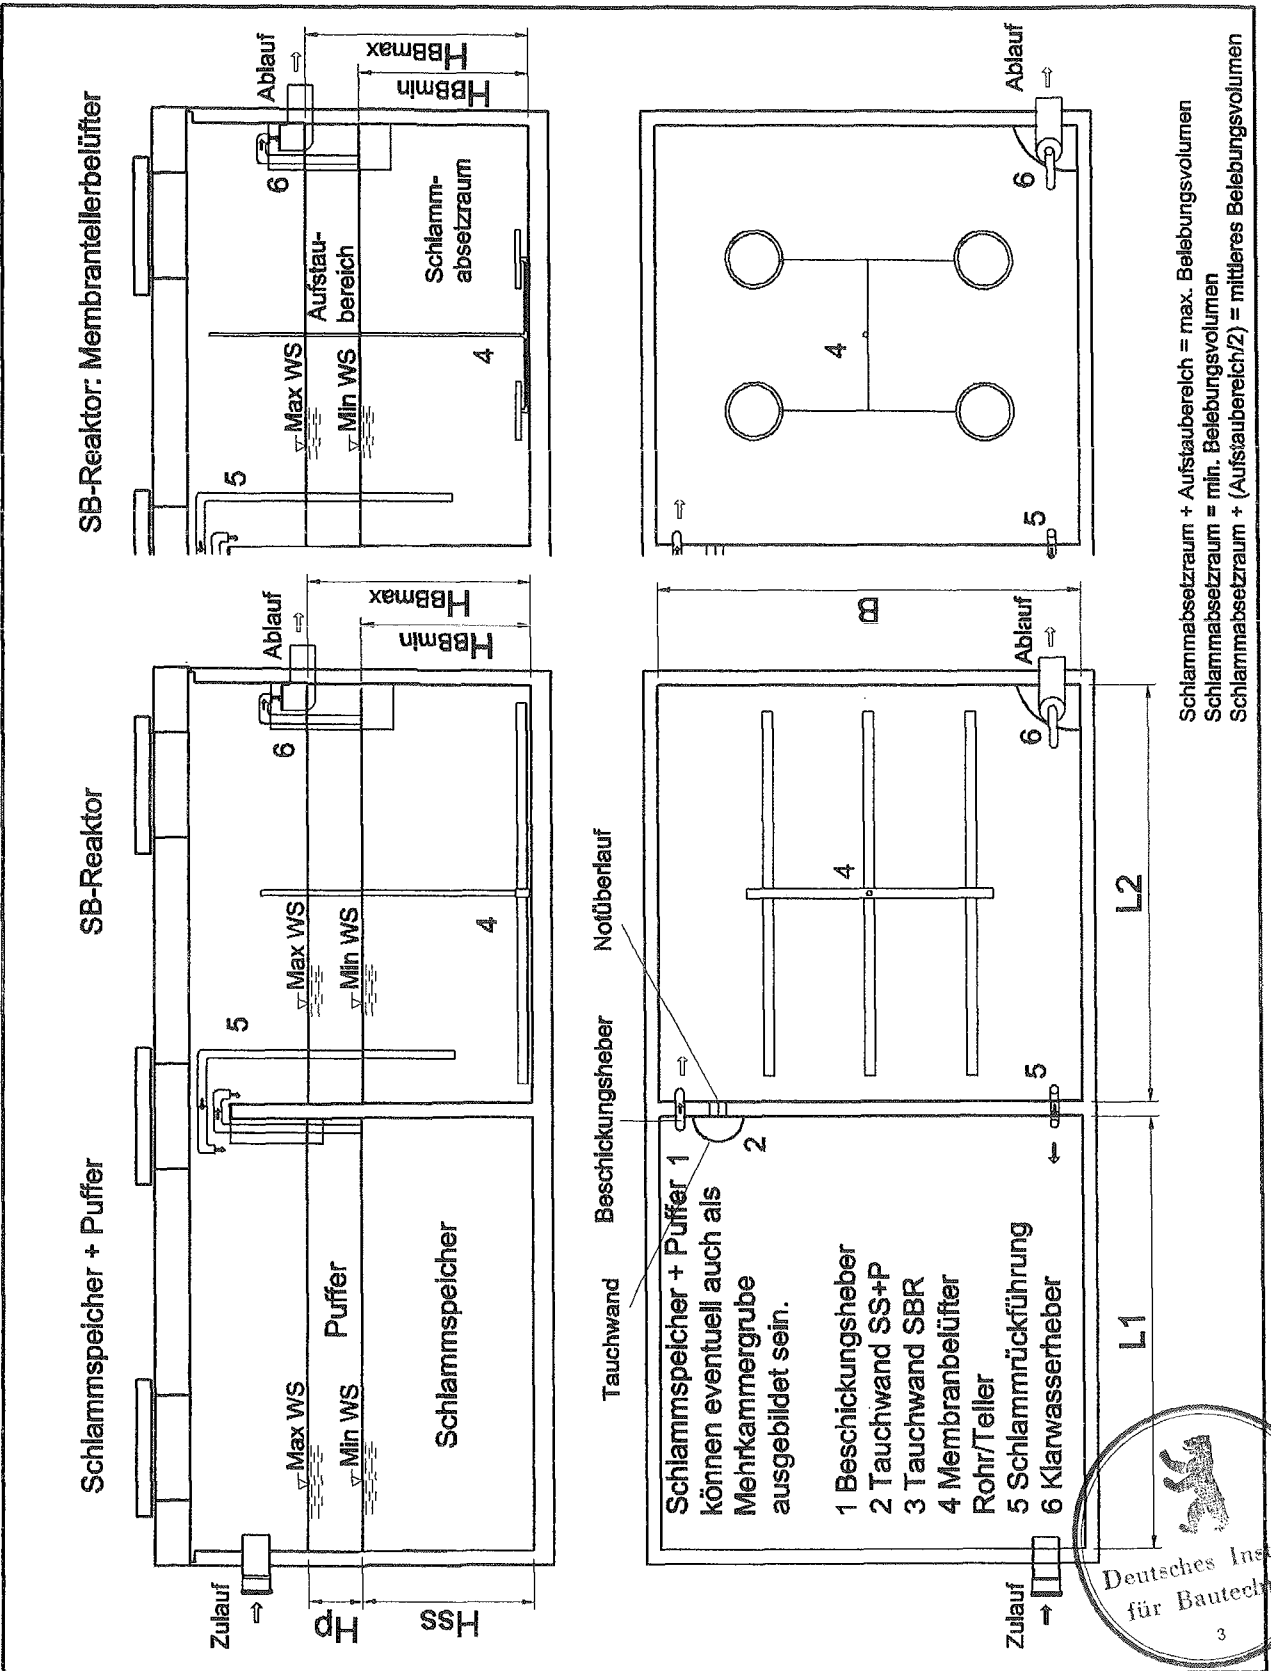 Schlammspeicher + Puffer
SB-Reaktor
SB-Reaktor: Membrantellerbelüfter
Zulauf
Max WS
Min WS
Puffer
Schlammspeicher
Hp
Hss
5
Max WS
Min WS
4
6
Ablauf
HBBmin
HBBmax
5
Max WS
Min WS
Aufstau-
bereich
Schlamm-
absetzraum
4
6
Ablauf
HBBmin
HBBmax
Tauchwand
Beschickungsheber
Notüberlauf
Schlammspeicher + Puffer 1
können eventuell auch als
Mehrkammergrube
ausgebildet sein.
2
1 Beschickungsheber
2 Tauchwand SS+P
3 Tauchwand SBR
4 Membranbelüfter
Rohr/Teller
5 Schlammrückführung
6 Klarwasserheber
Zulauf
4
5
6
Ablauf
B
L1
L2
4
5
6
Ablauf
Schlammabsetzraum + Aufstaubereich = max. Belebungsvolumen
Schlammabsetzraum = min. Belebungsvolumen
Schlammabsetzraum + (Aufstaubereich/2) = mittleres Belebungsvolumen
Deutsches
für
3